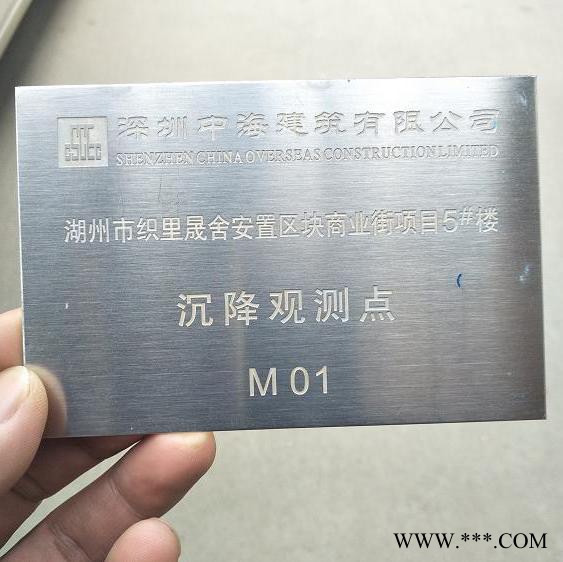 深圳中海建筑有限公司
SHENZHEN CHINA OVERSEAS CONSTRUCTION LIMITED
湖州市织里晟舍安置区块商业街项目5#楼
沉降观测点
M 01
WWW.***.COM